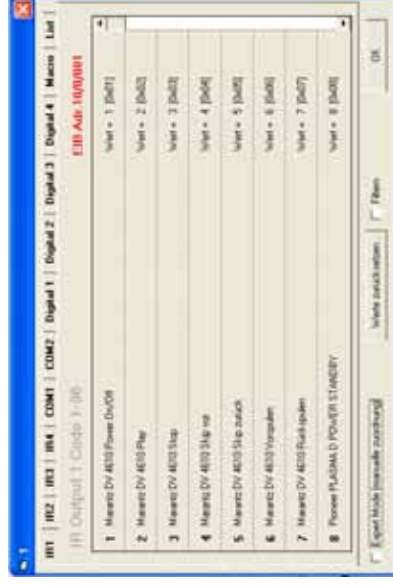 1
IR1 IR2 IR3 IR4 COM1 COM2 Digital 1 Digital 2 Digital 3 Digital 4 Macro List
IR Output 1 Code 1-98 EIB Adr.10/0/001
1 Marantz DV 4610 Power On/Off Wert = 1 [0x01]
2 Marantz DV 4610 Play Wert = 2 [0x02]
3 Marantz DV 4610 Stop Wert = 3 [0x03]
4 Marantz DV 4610 Skip vor Wert = 4 [0x04]
5 Marantz DV 4610 Skip zurück Wert = 5 [0x05]
6 Marantz DV 4610 Vorspulen Wert = 6 [0x06]
7 Marantz DV 4610 Rückspulen Wert = 7 [0x07]
8 Pioneer PLASMA D POWER STANDBY Wert = 8 [0x08]
Expert Mode (manuelle zuordnung) Werte zurücksetzen Filtern OK